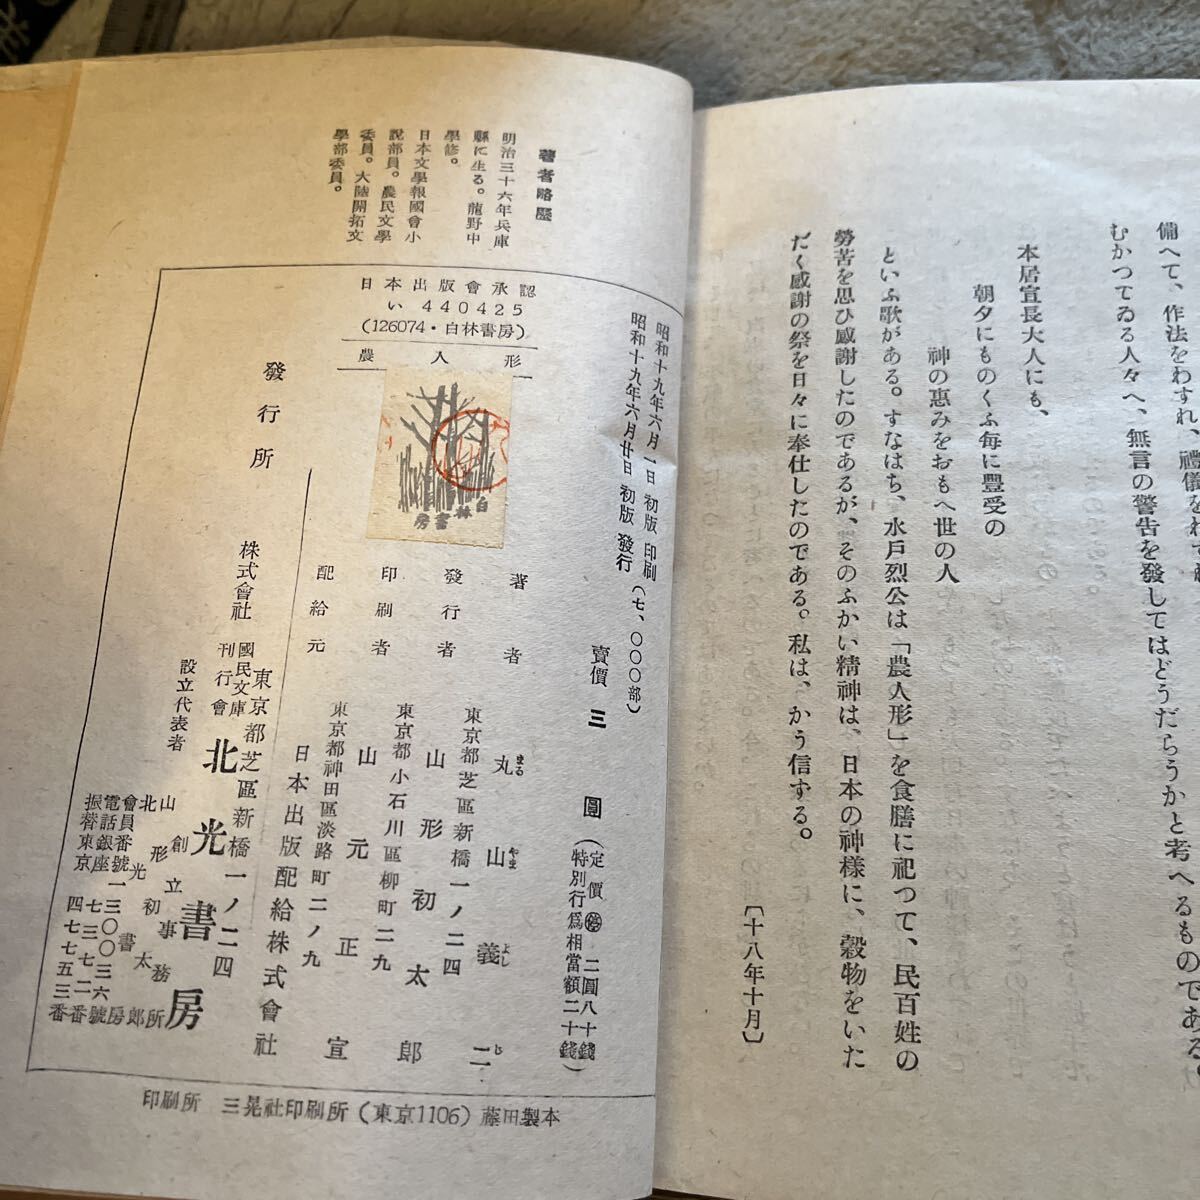 備へて、作法をわすれ、禮儀をわす
むかつてゐる人々へ、無言の警告を發してはどうだらうかと考へるものである。
本居宣長大人にも、
朝夕にものくふ每に豐受の
神の惠みをおもへ世の人
といふ歌がある。すなはち、水戶烈公は「農人形」を食膳に祀つて、民百姓の
勞苦を思ひ感謝したのであるが、そのふかい精神は、日本の神樣に、穀物をいた
だく感謝の祭を日々に奉仕したのである。私は、かう信する。
〔十八年十月〕
著者略歷
明治三十六年兵庫
縣に生る。龍野中
學修。
日本文學報國會小
說部員。農民文學
委員。大陸開拓文
學部委員。
日本出版會承認
い 440425
(126074・白林書房)
農人形
白林書房
昭和十九年六月一日 初版 印刷
昭和十九年六月廿日 初版 發行
(七、〇〇〇部)
賣價 三圓
(定價 停 二圓八十錢
特別行爲相當額二十錢)
著者 丸山義二
まるやまよしじ
東京都芝區新橋一ノ二四
發行者 山形初太郎
東京都小石川區柳町二九
印刷者 山元正宣
東京都神田區淡路町二ノ九
配給元 日本出版配給株式會社
東京都芝區新橋一ノ二四
發行所 株式會社 北光書房
國民文庫
刊行會
設立代表者
山形初太郎
創立事務所
北光書房
會員番號
電話銀座
振替東京
印刷所 三晃社印刷所(東京1106)藤田製本